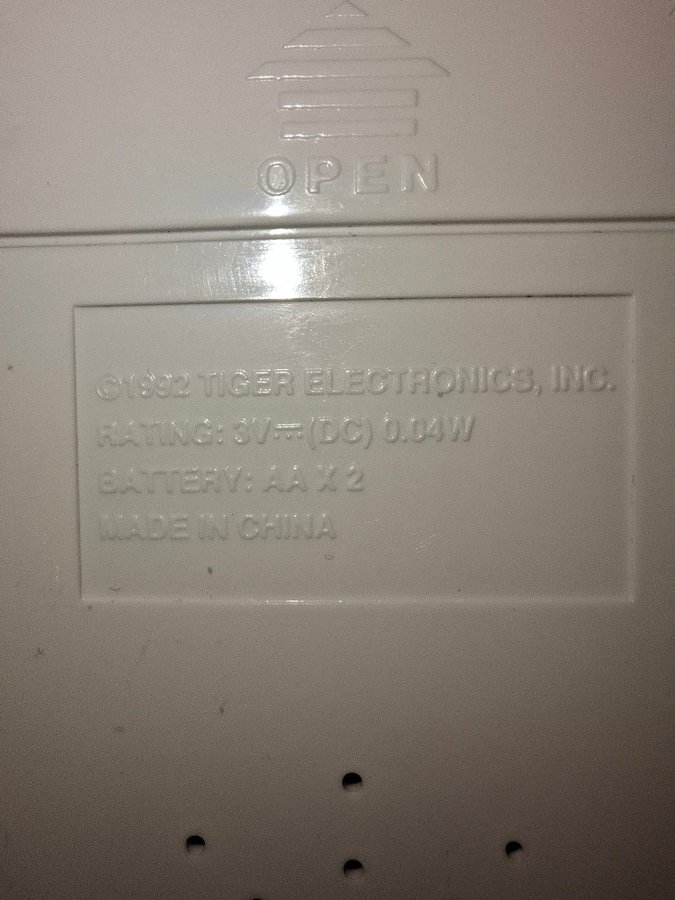 OPEN
©1992 TIGER ELECTRONICS, INC.
RATING: 3V⎓(DC) 0.04W
BATTERY: AA X 2
MADE IN CHINA